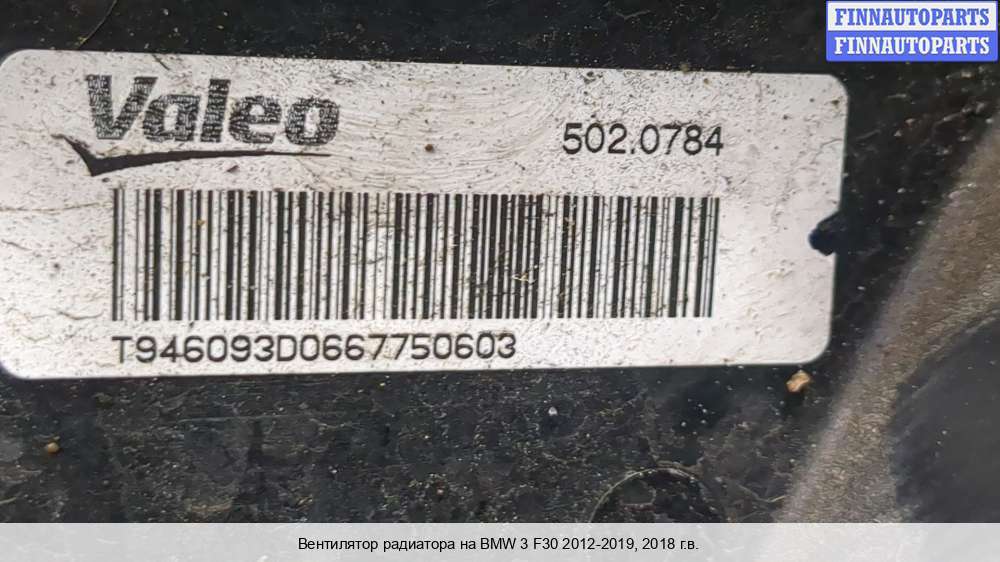 FINNAUTOPARTS
FINNAUTOPARTS
Valeo
502.0784
T946093D0667750603
Вентилятор радиатора на BMW 3 F30 2012-2019, 2018 г.в.